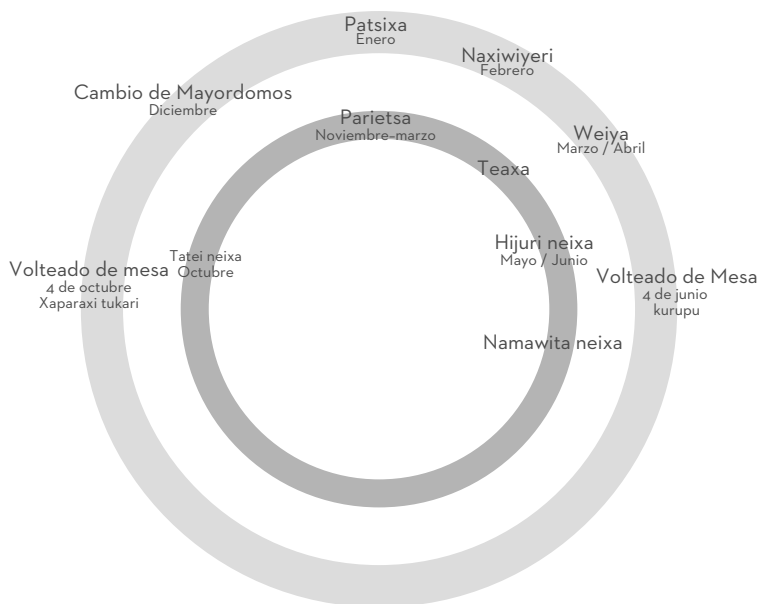 Patsixa
Enero
Naxiwiyeri
Febrero
Cambio de Mayordomos
Diciembre
Parietsa
Noviembre-marzo
Weiya
Marzo / Abril
Teaxa
Tatei neixa
Octubre
Hijuri neixa
Mayo / Junio
Volteado de mesa
4 de octubre
Xaparaxi tukari
Volteado de Mesa
4 de junio
kurupu
Namawita neixa